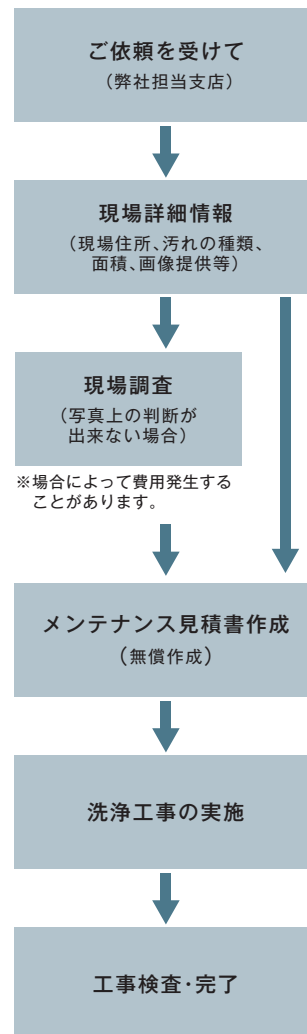 ご依頼を受けて
（弊社担当支店）
現場詳細情報
（現場住所、汚れの種類、
面積、画像提供等）
現場調査
（写真上の判断が
出来ない場合）
※場合によって費用発生する
ことがあります。
メンテナンス見積書作成
（無償作成）
洗浄工事の実施
工事検査・完了